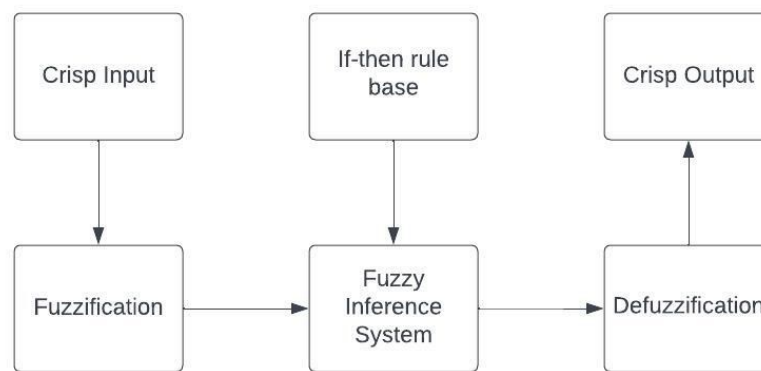 Crisp Input
If-then rule
base
Crisp Output
Fuzzification
Fuzzy
Inference
System
Defuzzification